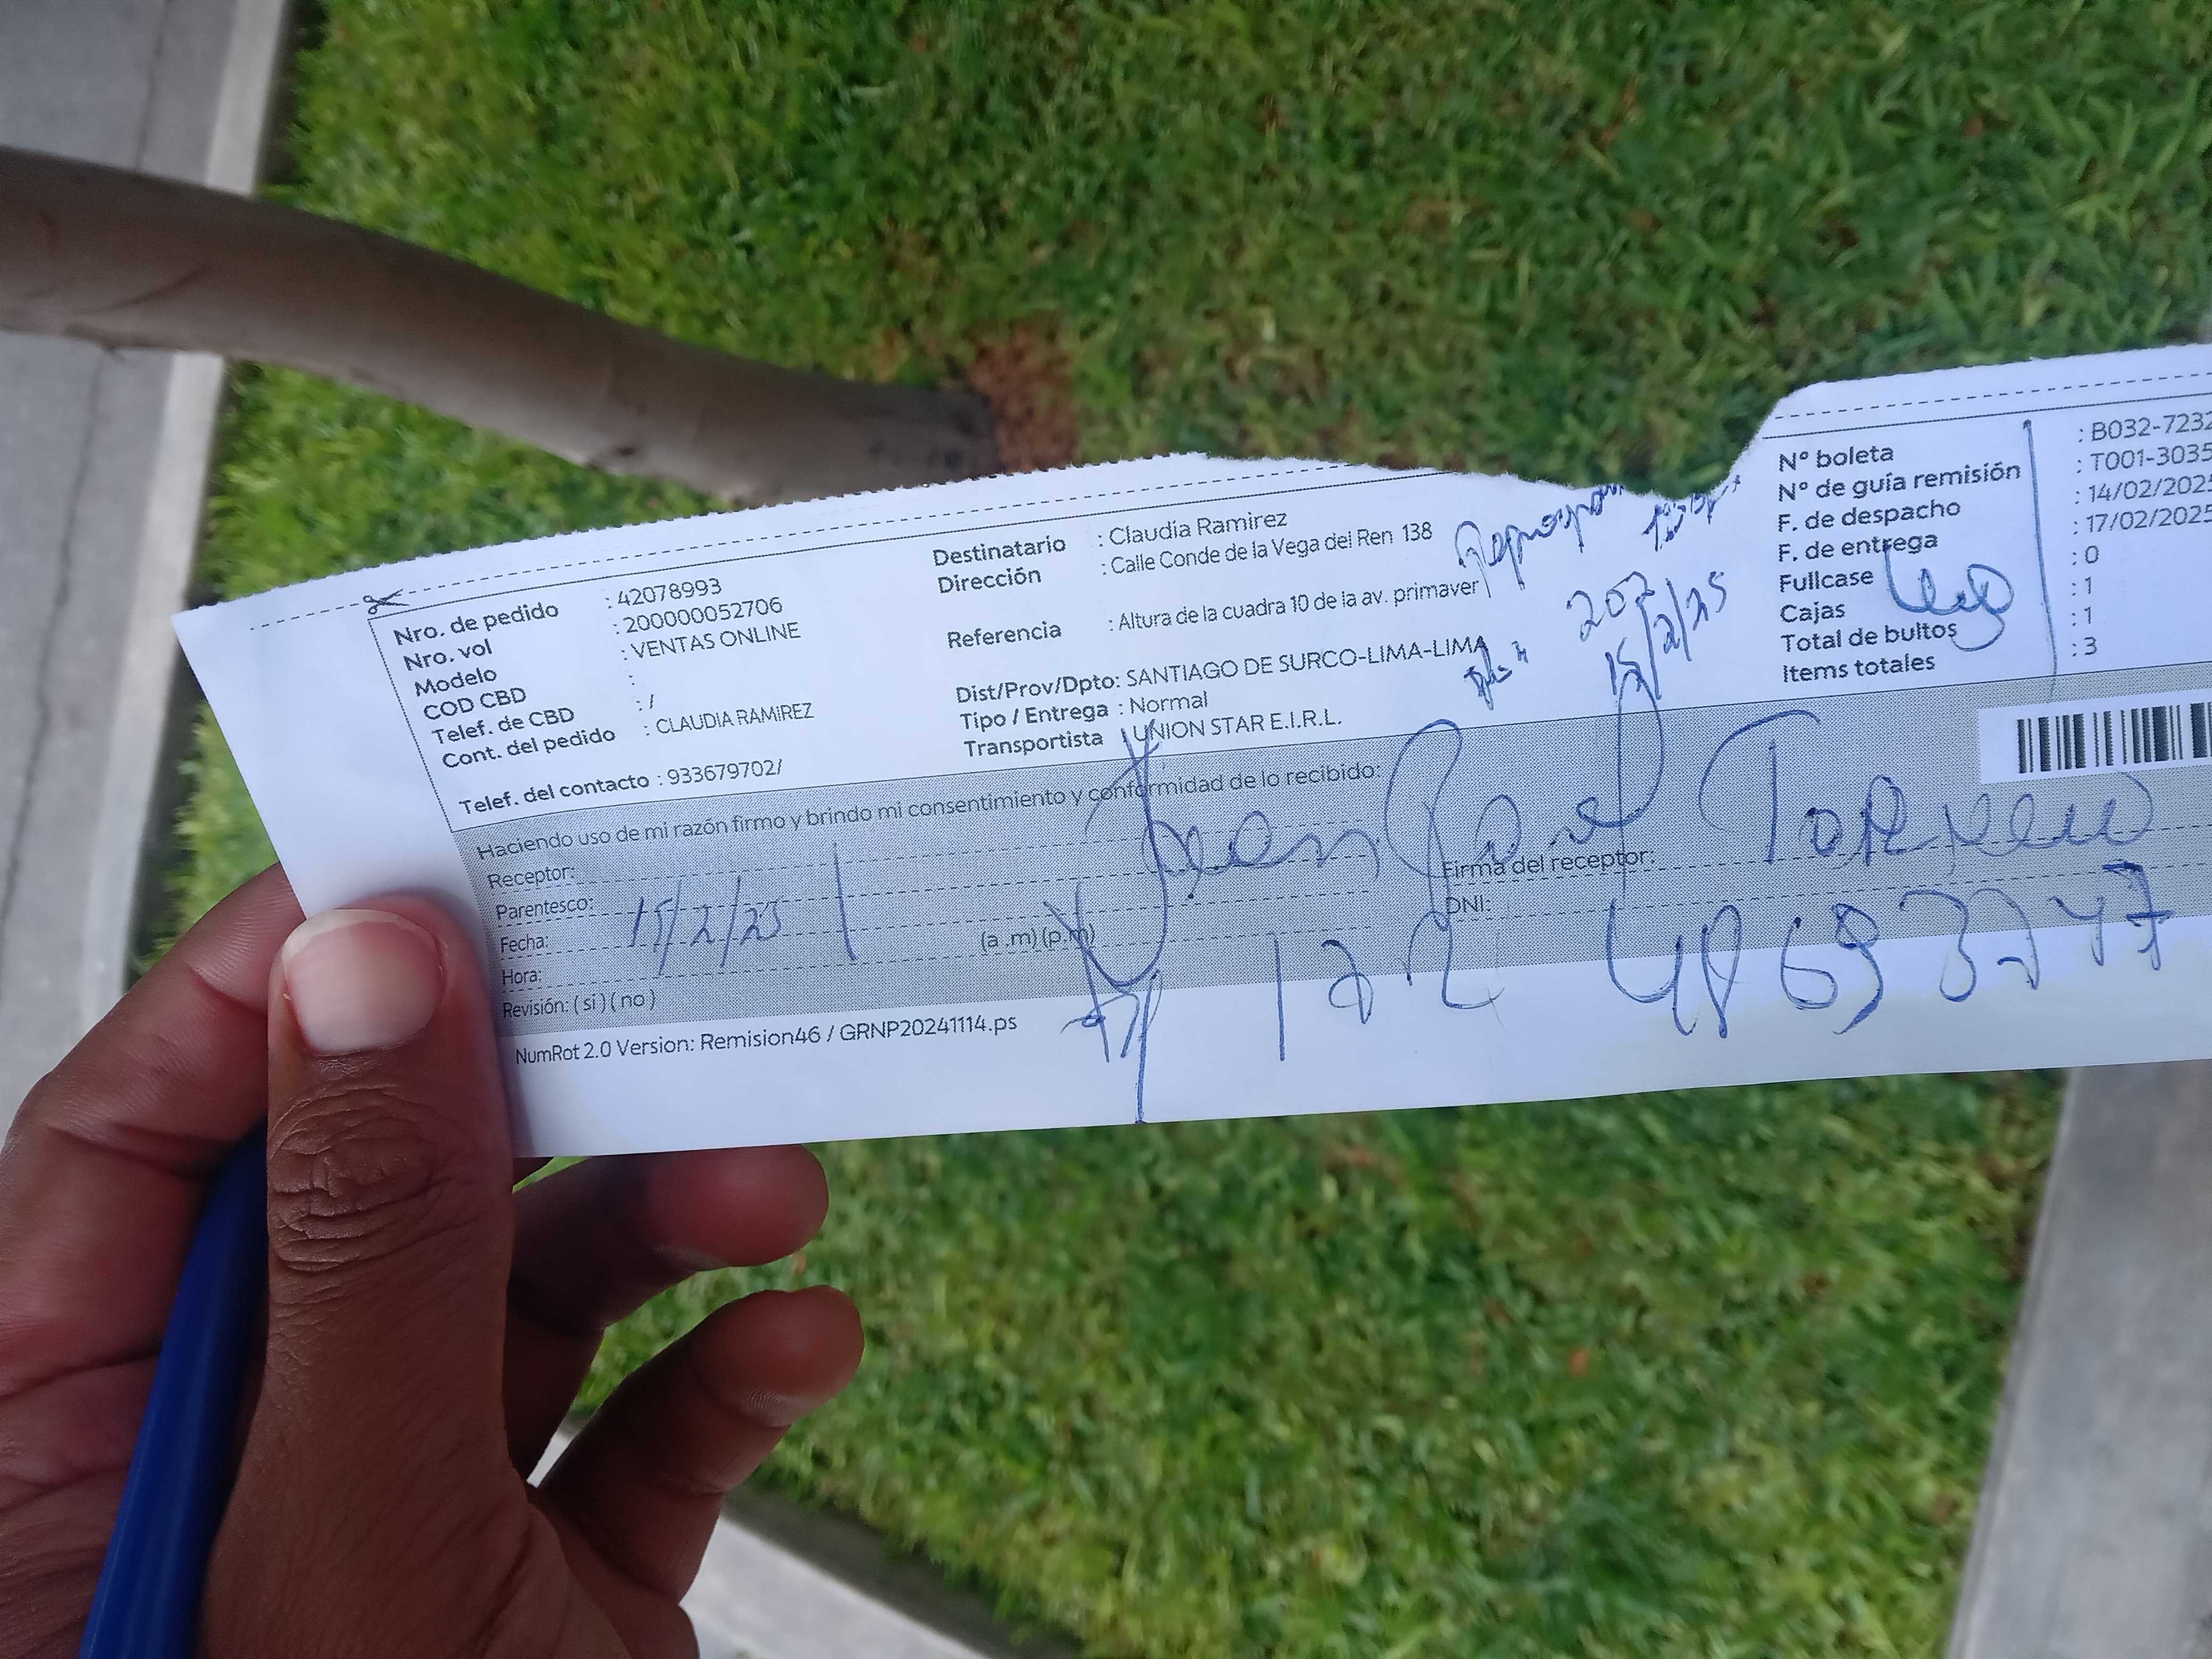 Nro. de pedido : 42078993
Nro. vol : 20000052706
Modelo : VENTAS ONLINE
COD CBD :
Telef. de CBD : /
Cont. del pedido : CLAUDIA RAMIREZ
Telef. del contacto : 933679702/
Destinatario : Claudia Ramirez
Dirección : Calle Conde de la Vega del Ren 138
Referencia : Altura de la cuadra 10 de la av. primaver
Dist/Prov/Dpto: SANTIAGO DE SURCO-LIMA-LIMA
Tipo / Entrega : Normal
Transportista : UNION STAR E.I.R.L.
202
15/2/25
Nº boleta : B032-7232
Nº de guía remisión : T001-3035
F. de despacho : 14/02/2025
F. de entrega : 17/02/2025
Fullcase : 0
Cajas : 1
Total de bultos : 1
Items totales : 3
Haciendo uso de mi razón firmo y brindo mi consentimiento y conformidad de lo recibido:
Receptor:
Jean Paul
Parentesco:
Fecha: 15/2/25
Hora: (a .m) (p.m)
Revisión: ( si ) ( no )
Firma del receptor:
DNI:
NumRot 2.0 Version: Remision46 / GRNP20241114.ps